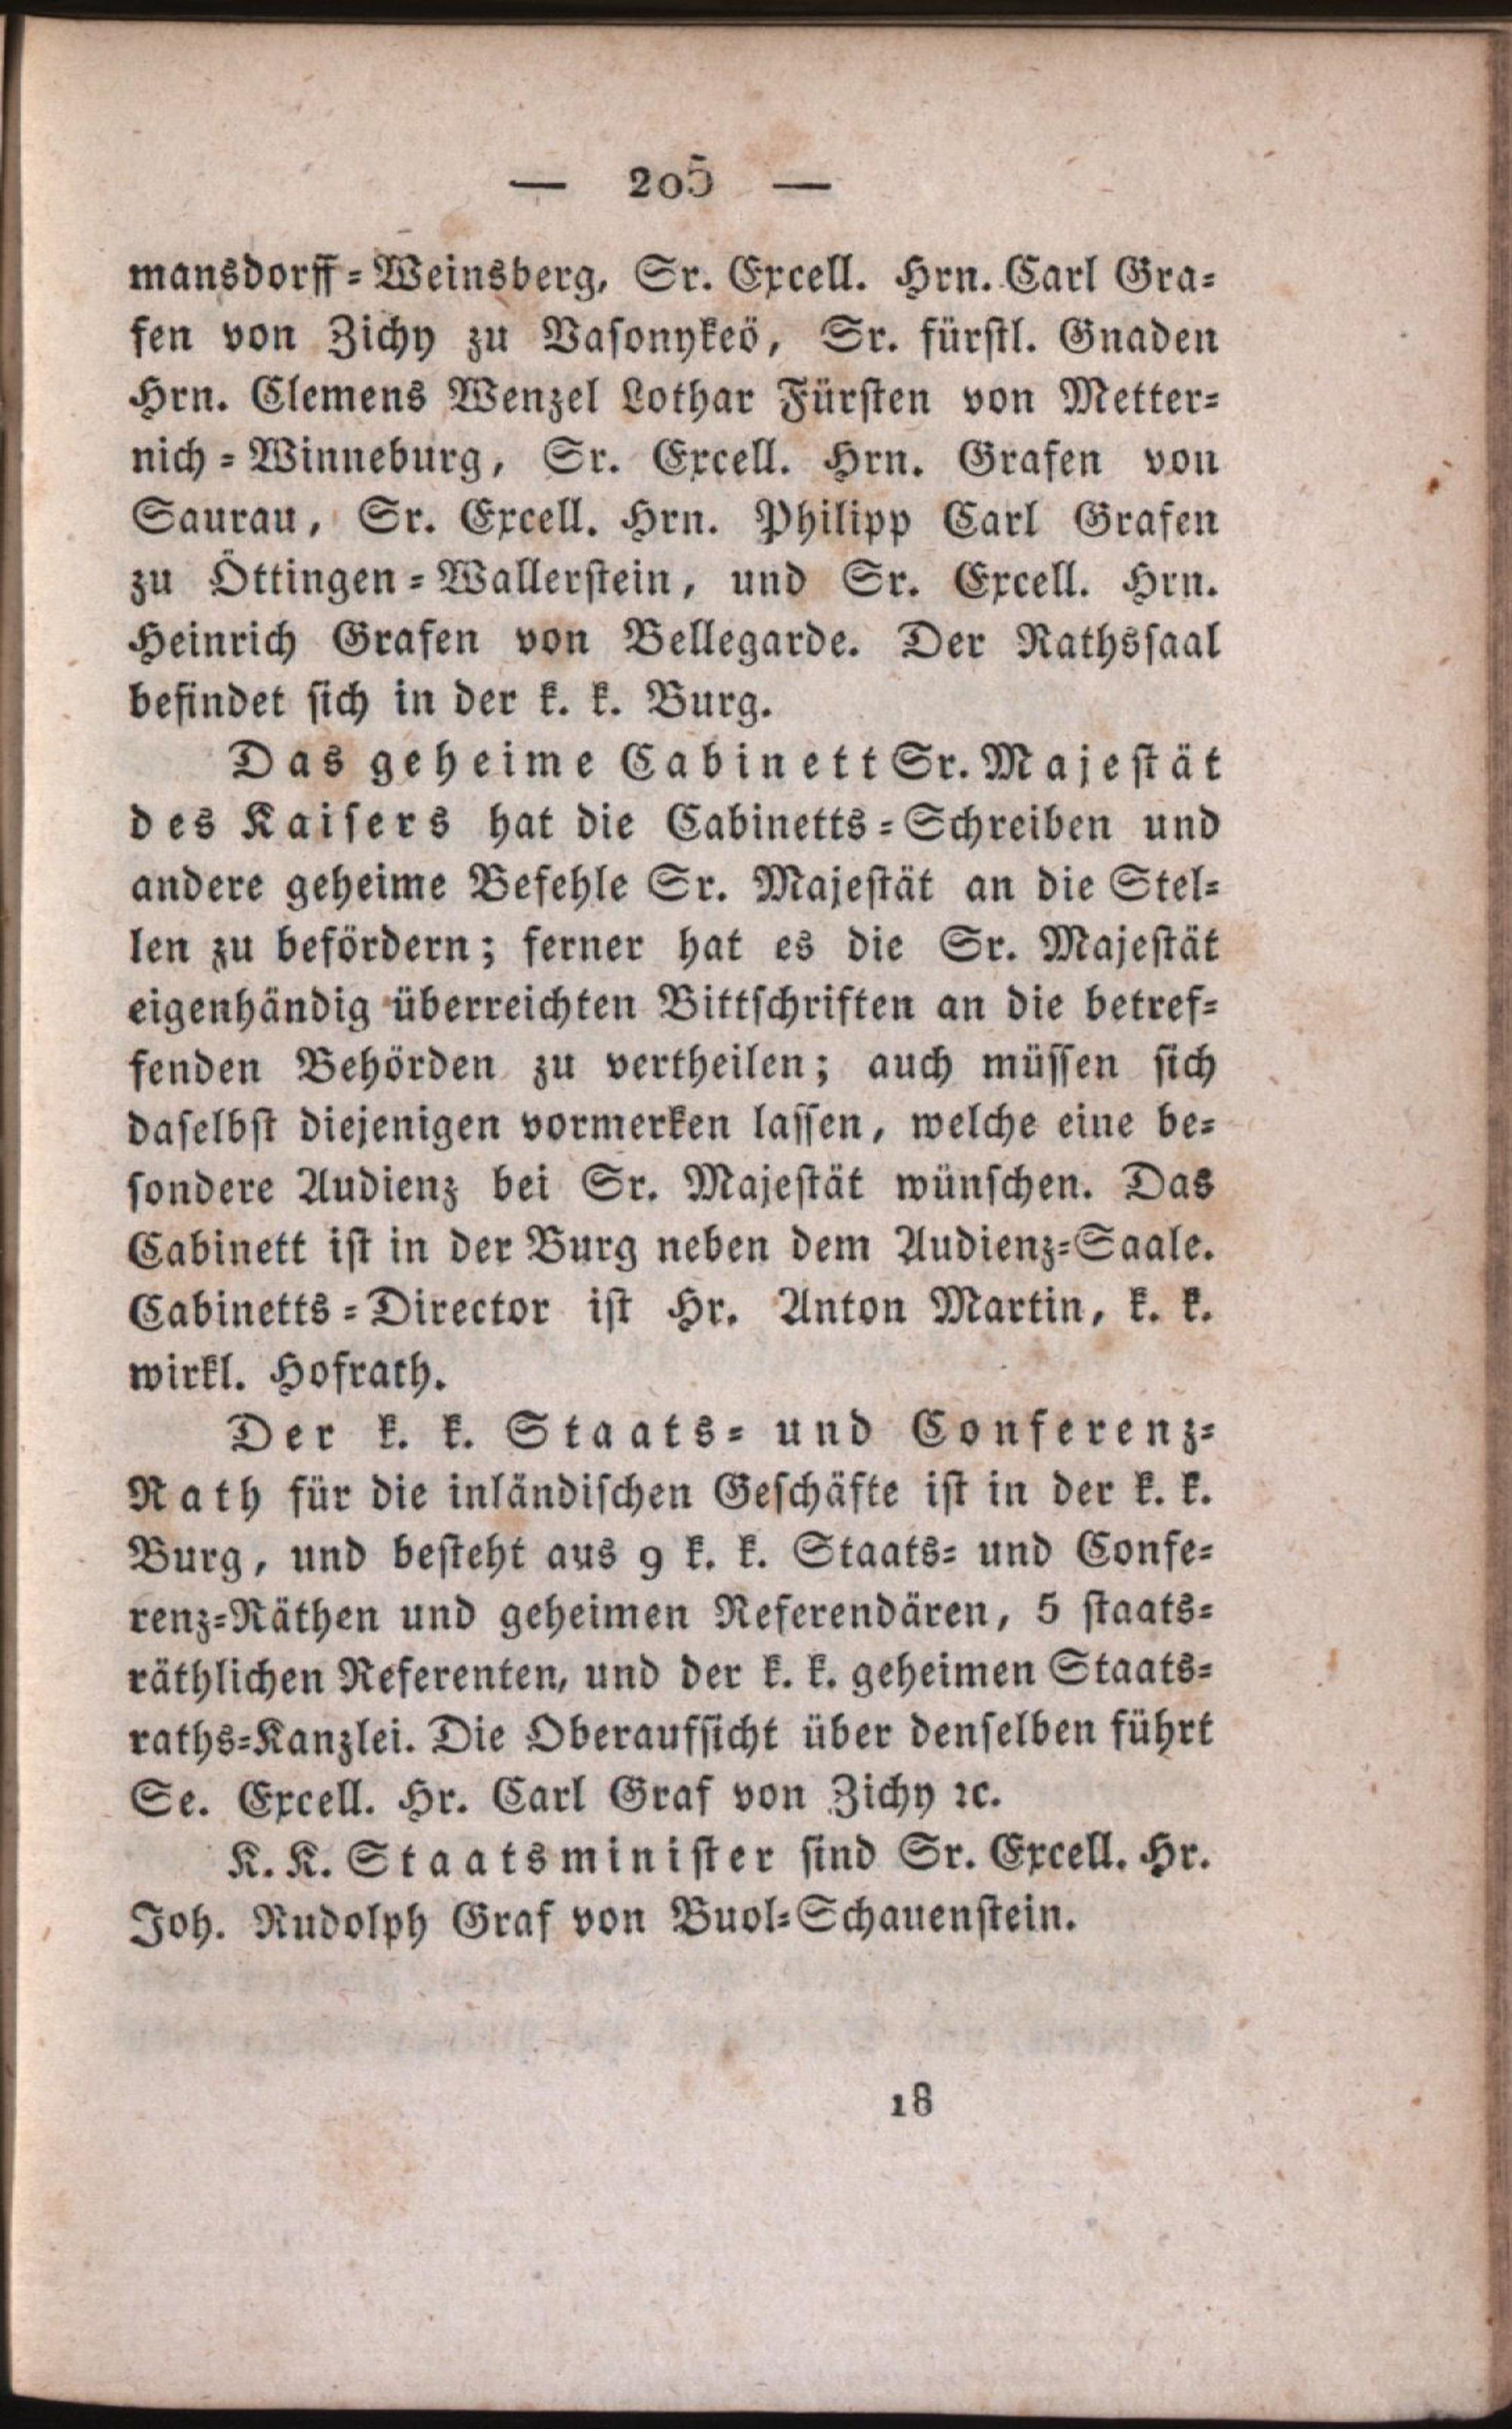 — 205 —
mansdorff-Weinsberg, Sr. Excell. Hrn. Carl Gra-
fen von Zichy zu Vasonykeö, Sr. fürstl. Gnaden
Hrn. Clemens Wenzel Lothar Fürsten von Metter-
nich-Winneburg, Sr. Excell. Hrn. Grafen von
Saurau, Sr. Excell. Hrn. Philipp Carl Grafen
zu Öttingen-Wallerstein, und Sr. Excell. Hrn.
Heinrich Grafen von Bellegarde. Der Rathssaal
befindet sich in der k. k. Burg.
Das geheime Cabinett Sr. Majestät
des Kaisers hat die Cabinetts-Schreiben und
andere geheime Befehle Sr. Majestät an die Stel-
len zu befördern; ferner hat es die Sr. Majestät
eigenhändig überreichten Bittschriften an die betref-
fenden Behörden zu vertheilen; auch müssen sich
daselbst diejenigen vormerken lassen, welche eine be-
sondere Audienz bei Sr. Majestät wünschen. Das
Cabinett ist in der Burg neben dem Audienz-Saale.
Cabinetts-Director ist Hr. Anton Martin, k. k.
wirkl. Hofrath.
Der k. k. Staats- und Conferenz-
Rath für die inländischen Geschäfte ist in der k. k.
Burg, und besteht aus 9 k. k. Staats- und Confe-
renz-Räthen und geheimen Referendären, 5 staats-
räthlichen Referenten, und der k. k. geheimen Staats-
raths-Kanzlei. Die Oberaufsicht über denselben führt
Se. Excell. Hr. Carl Graf von Zichy ꝛc.
K. K. Staatsminister sind Sr. Excell. Hr.
Joh. Rudolph Graf von Buol-Schauenstein.
18